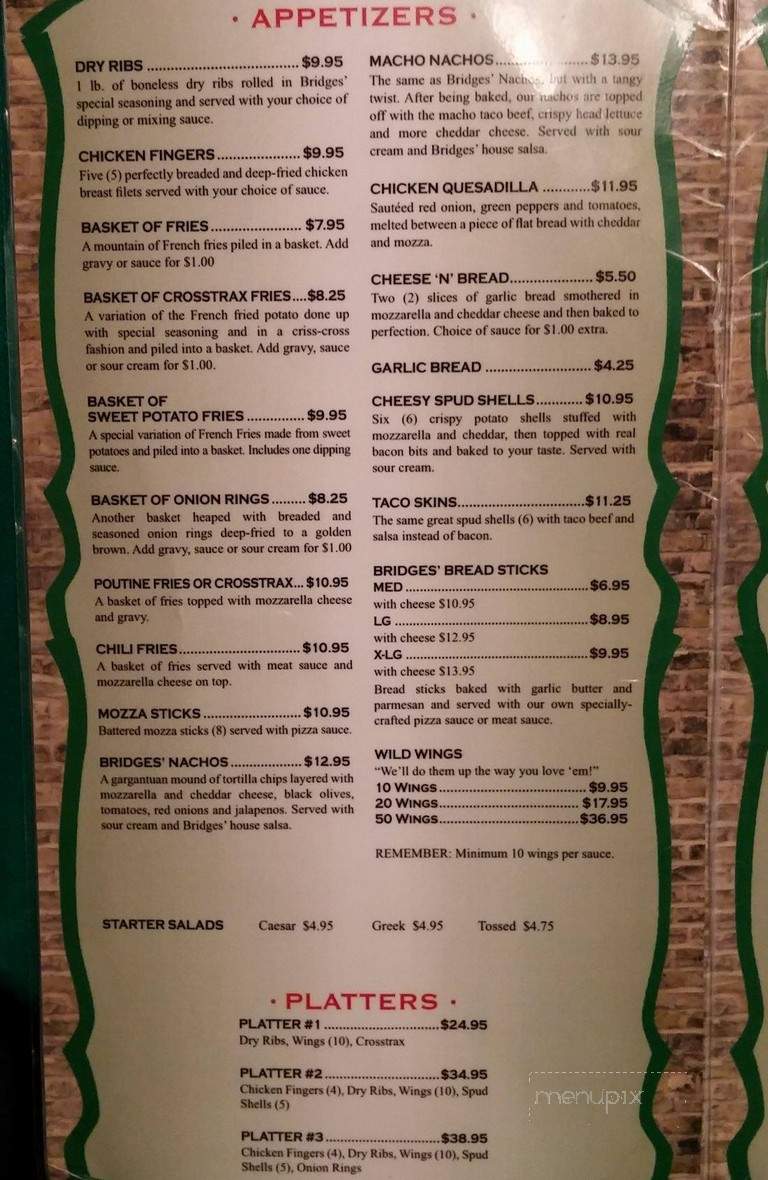 · APPETIZERS ·
DRY RIBS ...................................... $9.95
1 lb. of boneless dry ribs rolled in Bridges'
special seasoning and served with your choice of
dipping or mixing sauce.
CHICKEN FINGERS ..................... $9.95
Five (5) perfectly breaded and deep-fried chicken
breast filets served with your choice of sauce.
BASKET OF FRIES ....................... $7.95
A mountain of French fries piled in a basket. Add
gravy or sauce for $1.00
BASKET OF CROSSTRAX FRIES....$8.25
A variation of the French fried potato done up
with special seasoning and in a criss-cross
fashion and piled into a basket. Add gravy, sauce
or sour cream for $1.00.
BASKET OF
SWEET POTATO FRIES ............... $9.95
A special variation of French Fries made from sweet
potatoes and piled into a basket. Includes one dipping
sauce.
BASKET OF ONION RINGS ......... $8.25
Another basket heaped with breaded and
seasoned onion rings deep-fried to a golden
brown. Add gravy, sauce or sour cream for $1.00
POUTINE FRIES OR CROSSTRAX... $10.95
A basket of fries topped with mozzarella cheese
and gravy.
CHILI FRIES ............................... $10.95
A basket of fries served with meat sauce and
mozzarella cheese on top.
MOZZA STICKS ......................... $10.95
Battered mozza sticks (8) served with pizza sauce.
BRIDGES' NACHOS .................. $12.95
A gargantuan mound of tortilla chips layered with
mozzarella and cheddar cheese, black olives,
tomatoes, red onions and jalapenos. Served with
sour cream and Bridges' house salsa.
MACHO NACHOS....................... $13.95
The same as Bridges' Nachos, but with a tangy
twist. After being baked, our nachos are topped
off with the macho taco beef, crispy head lettuce
and more cheddar cheese. Served with sour
cream and Bridges' house salsa.
CHICKEN QUESADILLA ............$11.95
Sautéed red onion, green peppers and tomatoes,
melted between a piece of flat bread with cheddar
and mozza.
CHEESE 'N' BREAD..................... $5.50
Two (2) slices of garlic bread smothered in
mozzarella and cheddar cheese and then baked to
perfection. Choice of sauce for $1.00 extra.
GARLIC BREAD ........................... $4.25
CHEESY SPUD SHELLS............ $10.95
Six (6) crispy potato shells stuffed with
mozzarella and cheddar, then topped with real
bacon bits and baked to your taste. Served with
sour cream.
TACO SKINS................................$11.25
The same great spud shells (6) with taco beef and
salsa instead of bacon.
BRIDGES' BREAD STICKS
MED .............................................. $6.95
with cheese $10.95
LG .................................................$8.95
with cheese $12.95
X-LG .............................................. $9.95
with cheese $13.95
Bread sticks baked with garlic butter and
parmesan and served with our own specially-
crafted pizza sauce or meat sauce.
WILD WINGS
"We'll do them up the way you love 'em!"
10 WINGS..................................... $9.95
20 WINGS................................... $17.95
50 WINGS...................................$36.95
REMEMBER: Minimum 10 wings per sauce.
STARTER SALADS Caesar $4.95 Greek $4.95 Tossed $4.75
· PLATTERS ·
PLATTER #1 .............................$24.95
Dry Ribs, Wings (10), Crosstrax
PLATTER #2 .............................$34.95
Chicken Fingers (4), Dry Ribs, Wings (10), Spud
Shells (5)
PLATTER #3 .............................$38.95
Chicken Fingers (4), Dry Ribs, Wings (10), Spud
Shells (5), Onion Rings
menupix